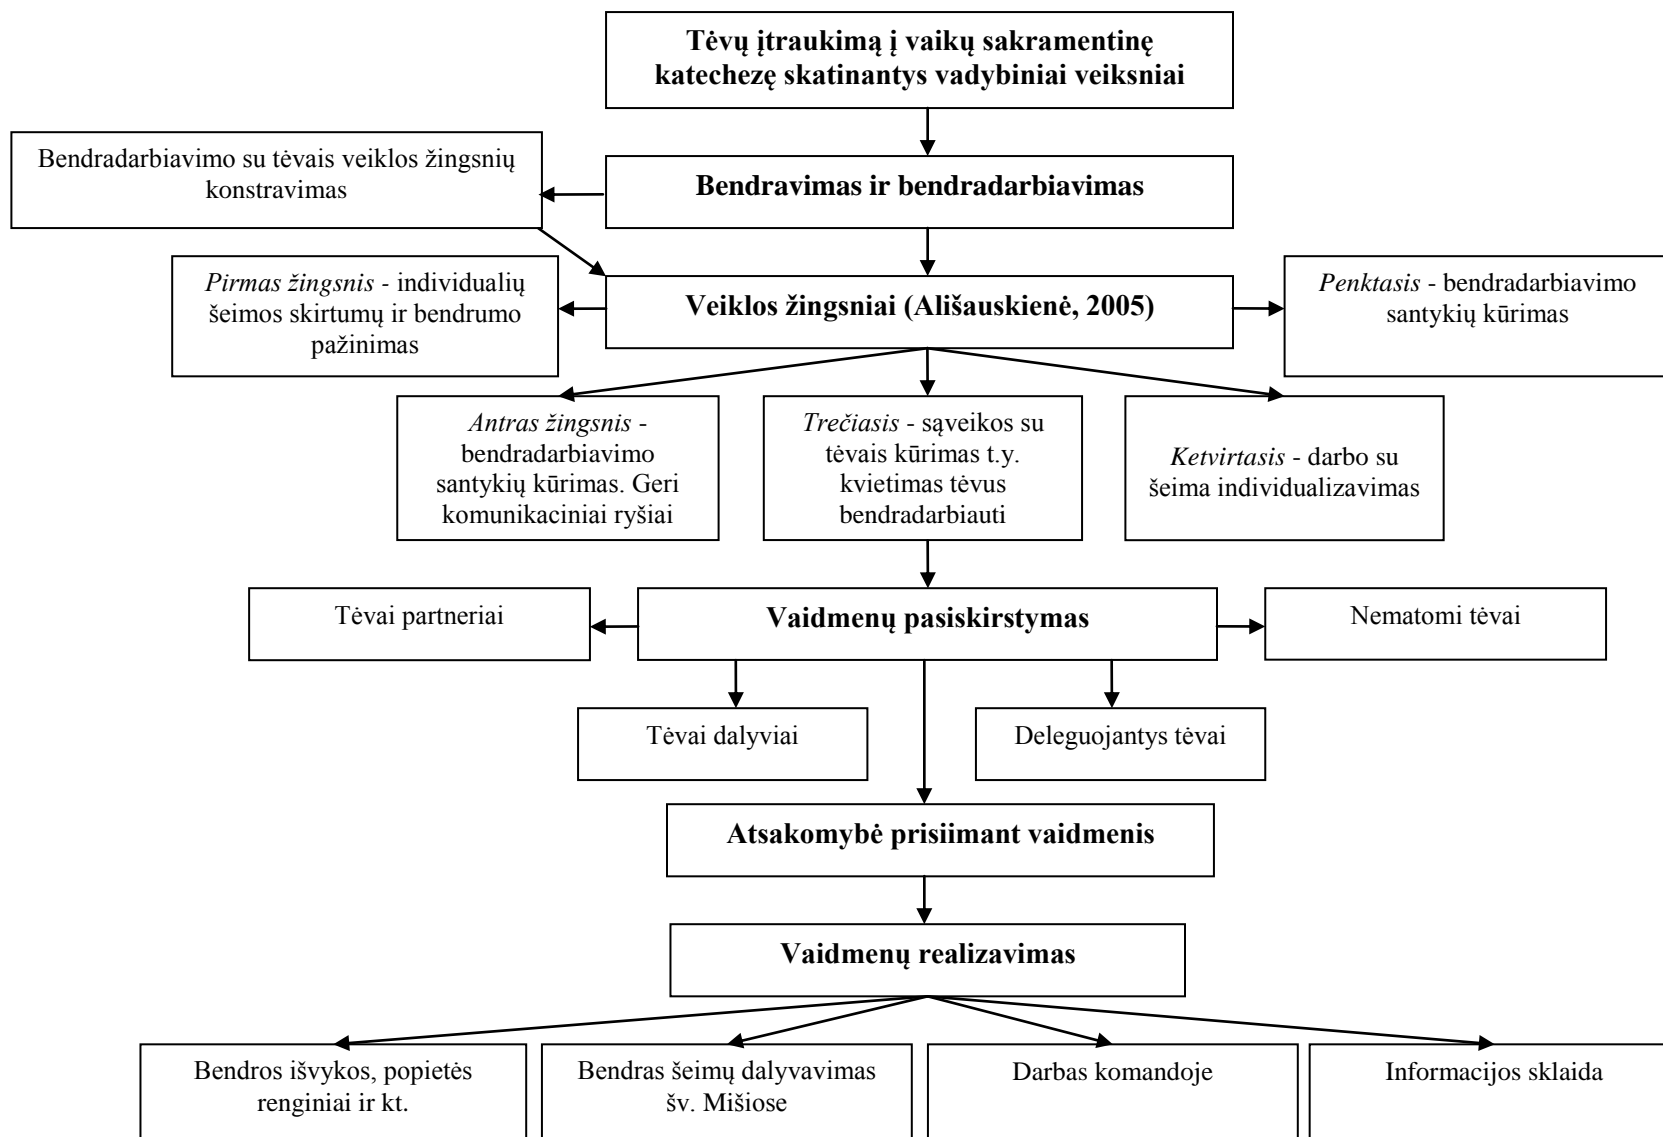 Tėvų įtraukimą į vaikų sakramentinę
katechezę skatinantys vadybiniai veiksniai
Bendradarbiavimo su tėvais veiklos žingsnių
konstravimas
Bendravimas ir bendradarbiavimas
Pirmas žingsnis - individualių
šeimos skirtumų ir bendrumo
pažinimas
Veiklos žingsniai (Ališauskienė, 2005)
Penktasis - bendradarbiavimo
santykių kūrimas
Antras žingsnis -
bendradarbiavimo
santykių kūrimas. Geri
komunikaciniai ryšiai
Trečiasis - sąveikos su
tėvais kūrimas t.y.
kvietimas tėvus
bendradarbiauti
Ketvirtasis - darbo su
šeima individualizavimas
Tėvai partneriai
Vaidmenų pasiskirstymas
Nematomi tėvai
Tėvai dalyviai
Deleguojantys tėvai
Atsakomybė prisiimant vaidmenis
Vaidmenų realizavimas
Bendros išvykos, popietės
renginiai ir kt.
Bendras šeimų dalyvavimas
šv. Mišiose
Darbas komandoje
Informacijos sklaida